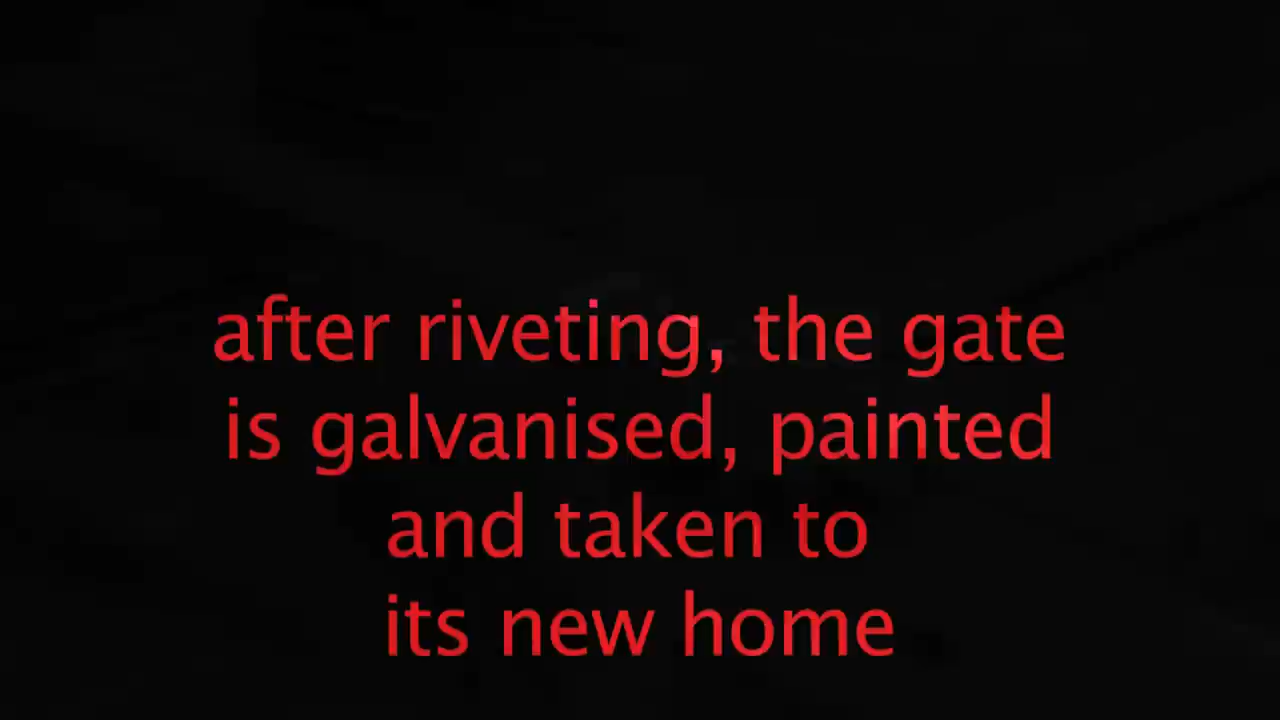 after riveting, the gate
is galvanised, painted
and taken to
its new home